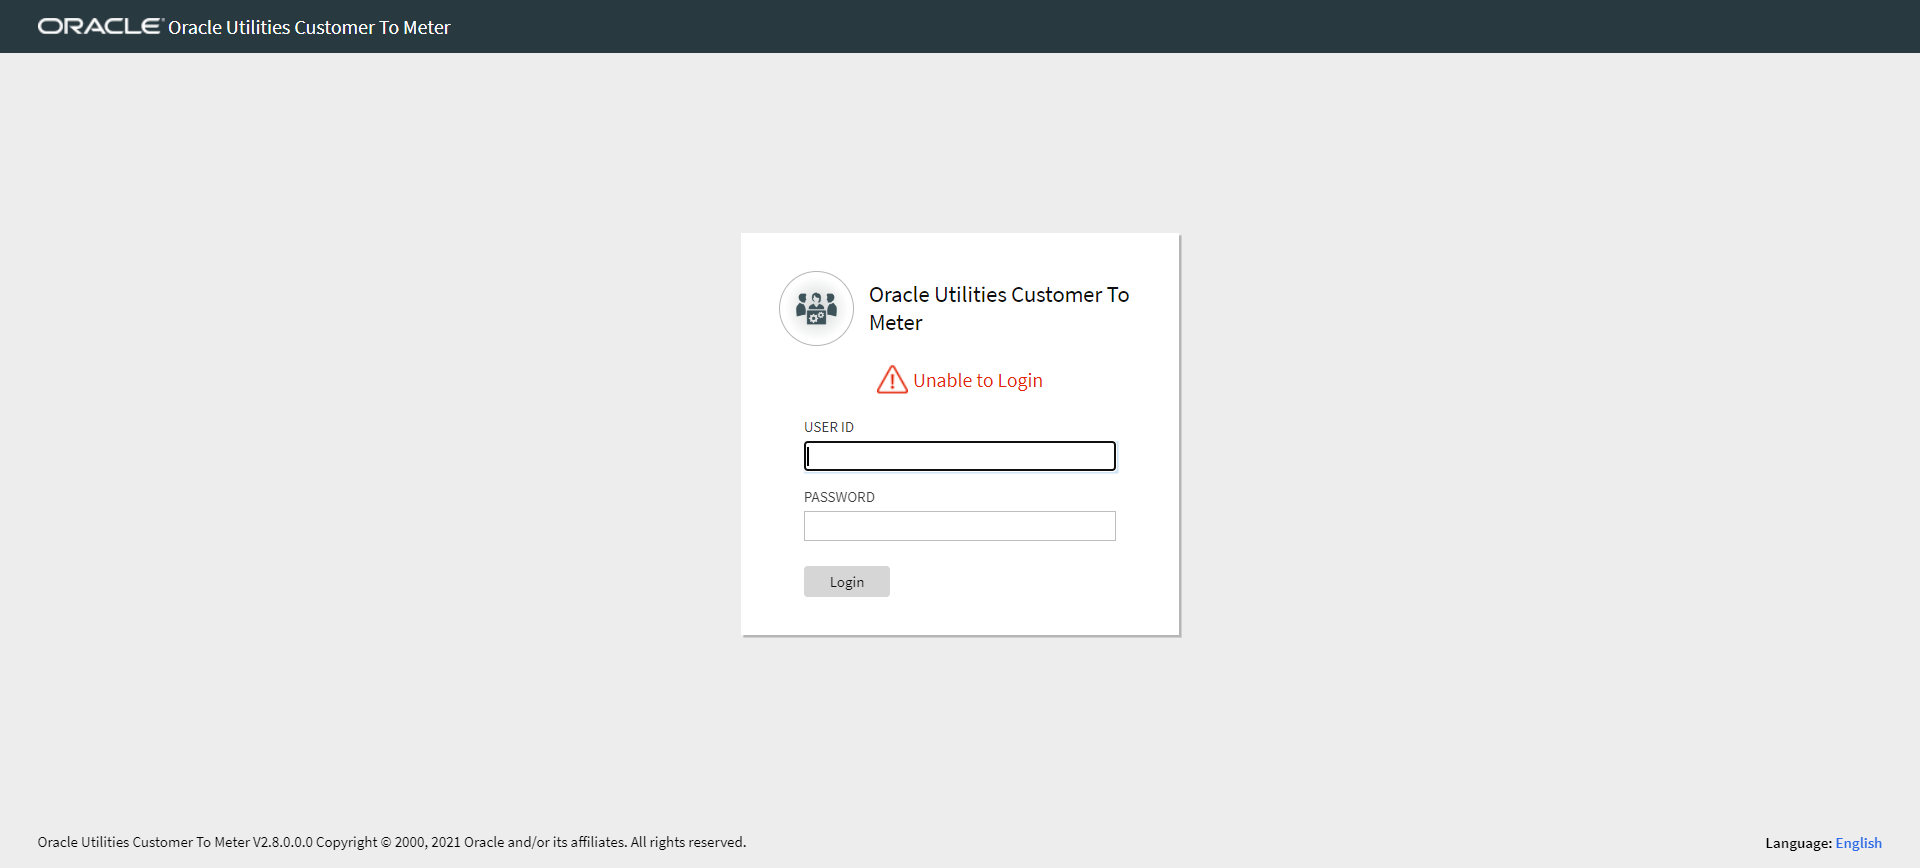 ORACLE Oracle Utilities Customer To Meter
Oracle Utilities Customer To
Meter
Unable to Login
USER ID
PASSWORD
Login
Oracle Utilities Customer To Meter V2.8.0.0.0 Copyright © 2000, 2021 Oracle and/or its affiliates. All rights reserved.
Language: English